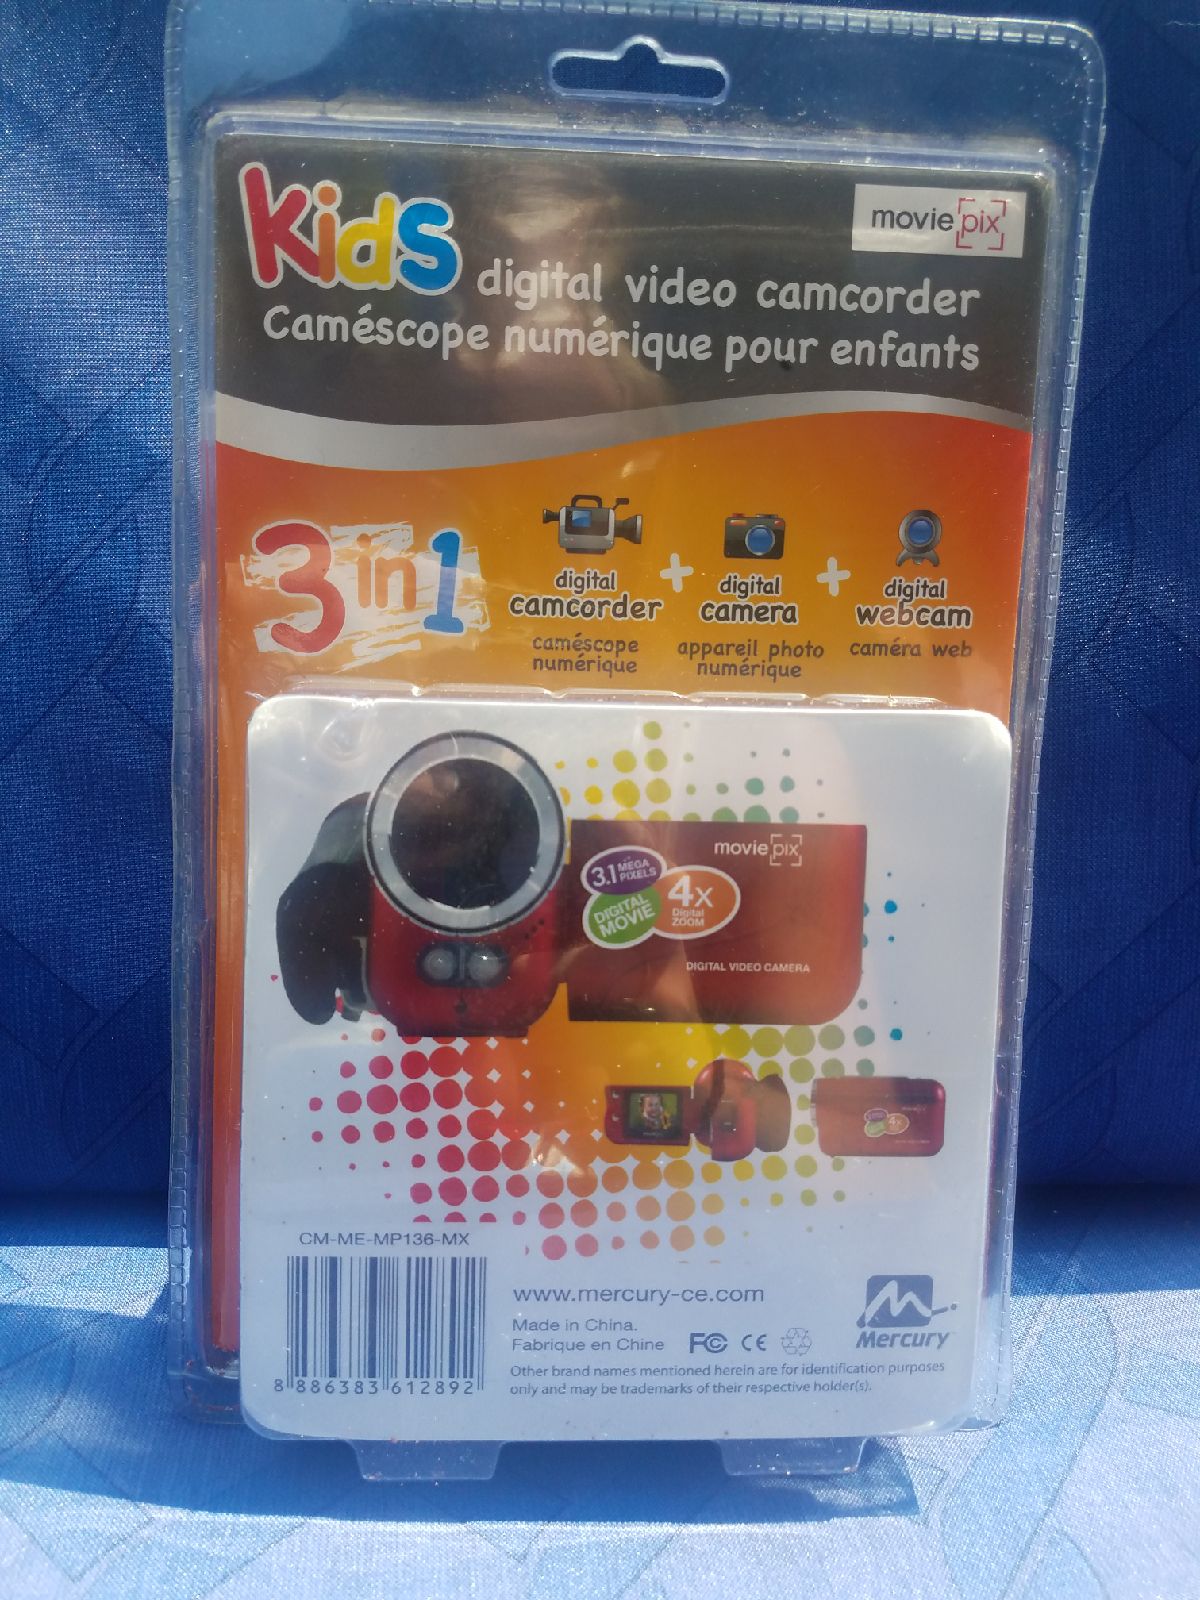 Kids digital video camcorder
movie pix
Caméscope numérique pour enfants
3 in 1
digital camcorder
caméscope numérique
+
digital camera
appareil photo numérique
+
digital webcam
caméra web
movie pix
3.1 MEGA PIXELS
DIGITAL MOVIE
4x Digital ZOOM
DIGITAL VIDEO CAMERA
4x
CM-ME-MP136-MX
8 886383 612892
www.mercury-ce.com
Made in China.
Fabrique en Chine
FC CE
Mercury
Other brand names mentioned herein are for identification purposes
only and may be trademarks of their respective holder(s).